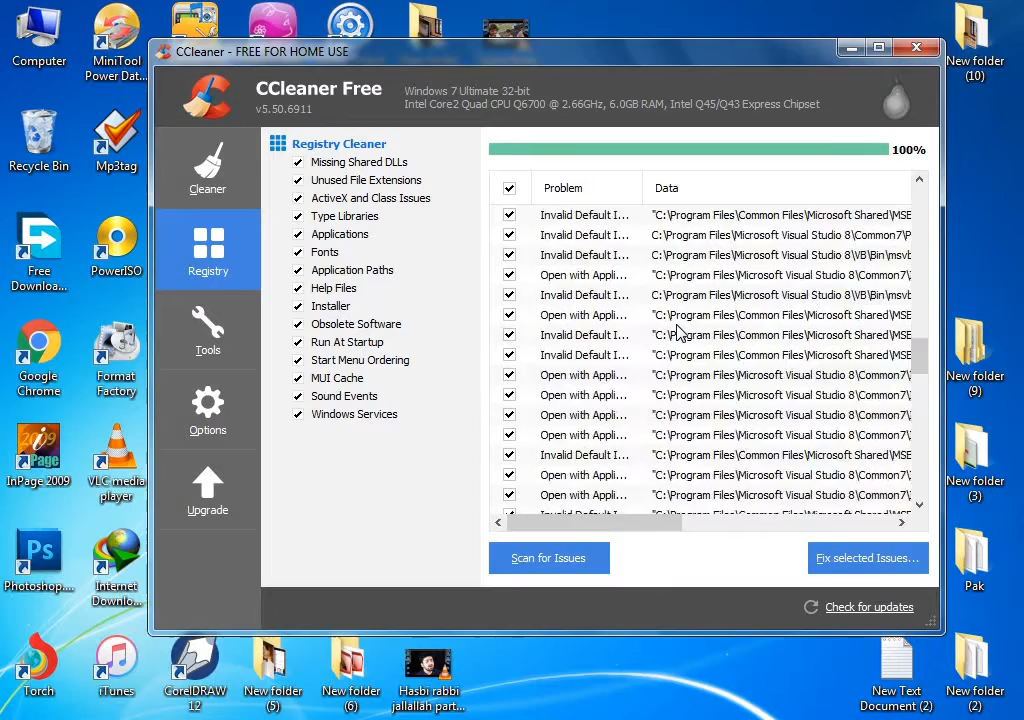 Computer
MiniTool
Power Dat...
Recycle Bin
Mp3tag
Free
Downloa...
PowerISO
Google
Chrome
Format
Factory
2009
iPage
InPage 2009
VLC media
player
Ps
Photoshop....
Internet
Downlo...
Torch
iTunes
CorelDRAW
12
New folder
(5)
New folder
(6)
Hasbi rabbi
jallallah part...
New folder
(10)
New folder
(9)
New folder
(3)
Pak
New Text
Document (2)
New folder
(2)
CCleaner - FREE FOR HOME USE
CCleaner Free
v5.50.6911
Windows 7 Ultimate 32-bit
Intel Core2 Quad CPU Q6700 @ 2.66GHz, 6.0GB RAM, Intel Q45/Q43 Express Chipset
Cleaner
Registry
Tools
Options
Upgrade
Registry Cleaner
Missing Shared DLLs
Unused File Extensions
ActiveX and Class Issues
Type Libraries
Applications
Fonts
Application Paths
Help Files
Installer
Obsolete Software
Run At Startup
Start Menu Ordering
MUI Cache
Sound Events
Windows Services
100%
Problem Data
Invalid Default I... "C:\Program Files\Common Files\Microsoft Shared\MSE
Invalid Default I... C:\Program Files\Microsoft Visual Studio 8\Common7\P
Invalid Default I... C:\Program Files\Microsoft Visual Studio 8\VB\Bin\msvb
Open with Appli... "C:\Program Files\Microsoft Visual Studio 8\Common7\
Invalid Default I... C:\Program Files\Microsoft Visual Studio 8\VB\Bin\msvb
Open with Appli... "C:\Program Files\Common Files\Microsoft Shared\MSE
Invalid Default I... "C:\Program Files\Common Files\Microsoft Shared\MSE
Invalid Default I... "C:\Program Files\Common Files\Microsoft Shared\MSE
Open with Appli... "C:\Program Files\Microsoft Visual Studio 8\Common7\
Open with Appli... "C:\Program Files\Microsoft Visual Studio 8\Common7\
Open with Appli... "C:\Program Files\Microsoft Visual Studio 8\Common7\
Open with Appli... "C:\Program Files\Microsoft Visual Studio 8\Common7\
Invalid Default I... "C:\Program Files\Common Files\Microsoft Shared\MSE
Open with Appli... "C:\Program Files\Microsoft Visual Studio 8\Common7\
Open with Appli... "C:\Program Files\Microsoft Visual Studio 8\Common7\
Scan for Issues
Fix selected Issues...
Check for updates